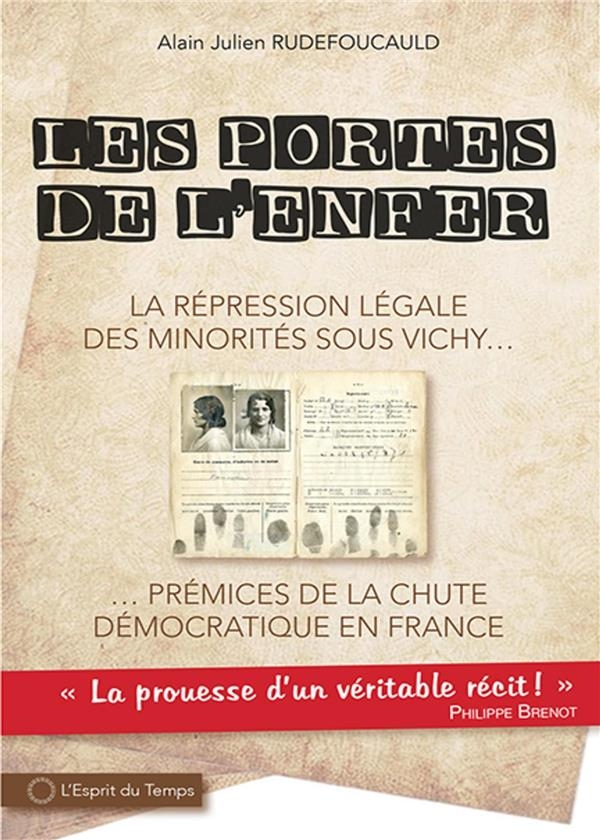 Alain Julien RUDEFOUCAULD
LES PORTES
DE L'ENFER
LA RÉPRESSION LÉGALE
DES MINORITÉS SOUS VICHY...
... PRÉMICES DE LA CHUTE
DÉMOCRATIQUE EN FRANCE
« La prouesse d'un véritable récit ! »
PHILIPPE BRENOT
L'Esprit du Temps